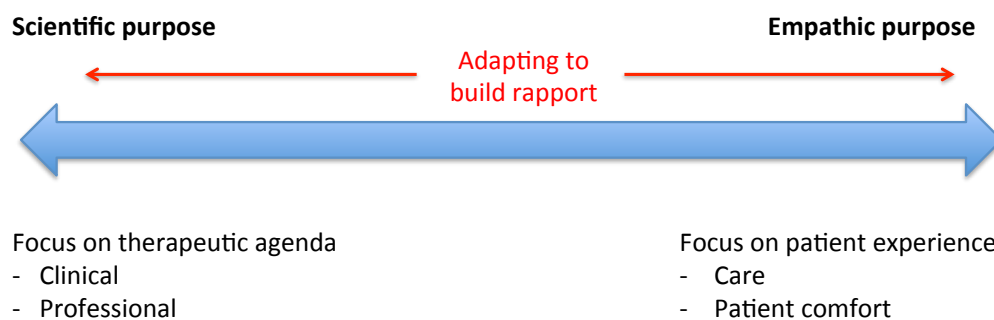 Scientific purpose
Empathic purpose
Adapting to
build rapport
Focus on therapeutic agenda
- Clinical
- Professional
Focus on patient experience
- Care
- Patient comfort